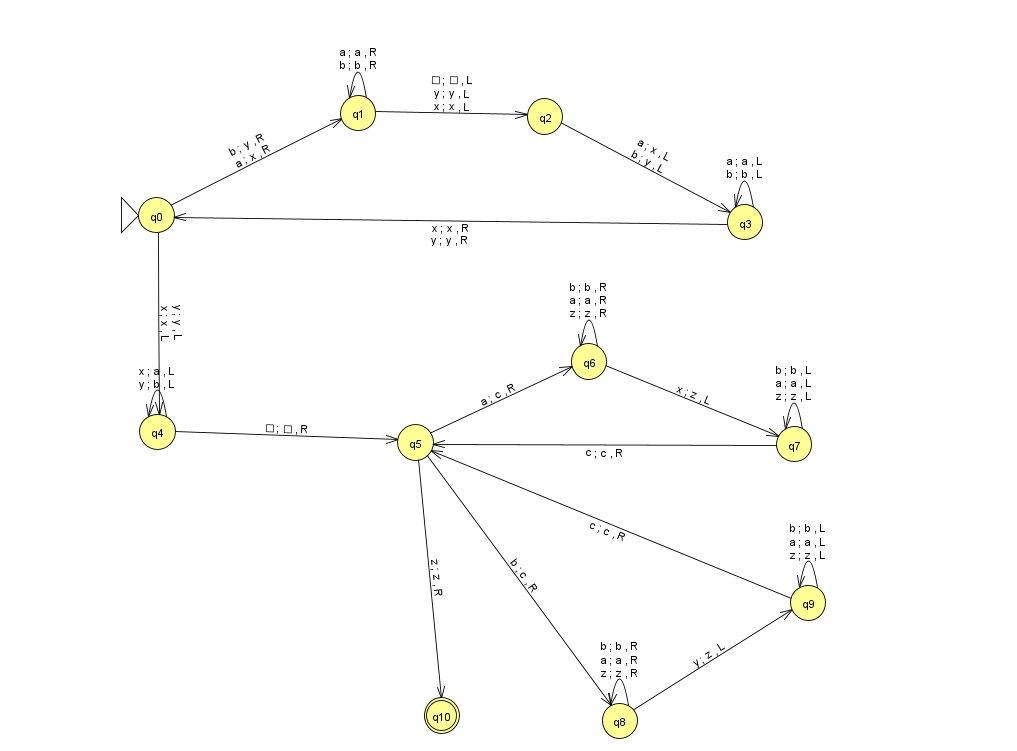 a ; a , R
b ; b , R
q1
□ ; □ , L
y ; y , L
x ; x , L
q2
b ; y , R
a ; x , R
a ; x , L
b ; y , L
a ; a , L
b ; b , L
q0
q3
x ; x , R
y ; y , R
y ; y , L
x ; x , L
b ; b , R
a ; a , R
z ; z , R
q6
x ; a , L
y ; b , L
q4
□ ; □ , R
q5
a ; c , R
x ; z , L
b ; b , L
a ; a , L
z ; z , L
q7
c ; c , R
c ; c , R
z ; z , R
b ; c , R
b ; b , L
a ; a , L
z ; z , L
q9
b ; b , R
a ; a , R
z ; z , R
y ; z , L
q10
q8